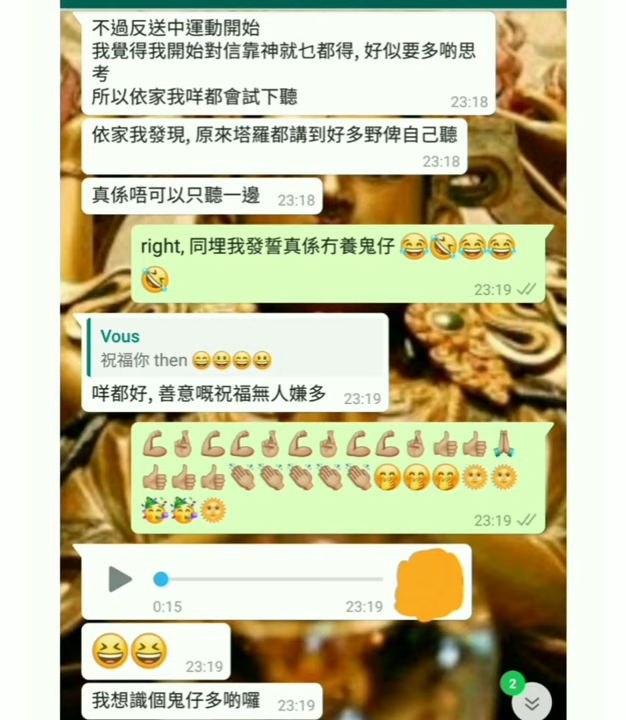 不過反送中運動開始
我覺得我開始對信靠神就乜都得, 好似要多啲思
考
所以依家我咩都會試下聽
23:18
依家我發現, 原來塔羅都講到好多野俾自己聽
23:18
真係唔可以只聽一邊 23:18
right, 同埋我發誓真係冇養鬼仔 😂🤣😂😂
🤣
23:19
Vous
祝福你 then 😄😃😄😃
咩都好, 善意嘅祝福無人嫌多 23:19
💪🏼🤞🏼💪🏼💪🏼🤞🏼💪🏼🤞🏼💪🏼💪🏼🤞🏼👍🏼👍🏼🙏🏼
👍🏼👍🏼👍🏼👏🏼👏🏼👏🏼👏🏼👏🏼🤭🤭🤭🌞🌞
🥳🥳🌞
23:19
0:15 23:19
😆😆 23:19
2
我想識個鬼仔多啲囉 23:19